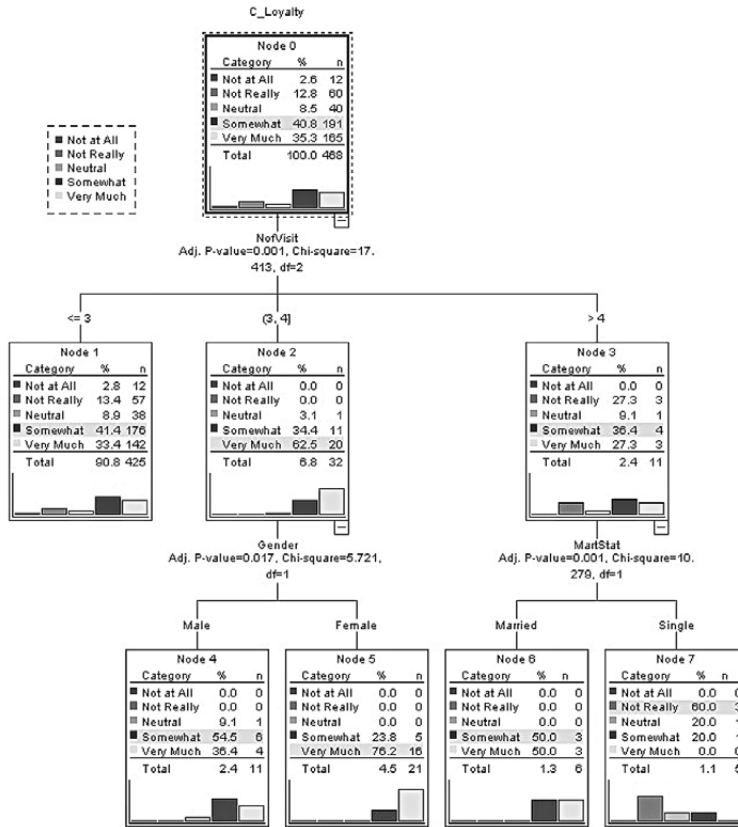 C_Loyalty
Node 0
Category % n
Not at All 2.6 12
Not Really 12.8 60
Neutral 8.5 40
Somewhat 40.8 191
Very Much 35.3 165
Total 100.0 468
Not at All
Not Really
Neutral
Somewhat
Very Much
NofVisit
Adj. P-value=0.001, Chi-square=17.
413, df=2
<= 3
(3, 4]
> 4
Node 1
Category % n
Not at All 2.8 12
Not Really 13.4 57
Neutral 8.9 38
Somewhat 41.4 176
Very Much 33.4 142
Total 90.8 425
Node 2
Category % n
Not at All 0.0 0
Not Really 0.0 0
Neutral 3.1 1
Somewhat 34.4 11
Very Much 62.5 20
Total 6.8 32
Node 3
Category % n
Not at All 0.0 0
Not Really 27.3 3
Neutral 9.1 1
Somewhat 36.4 4
Very Much 27.3 3
Total 2.4 11
Gender
Adj. P-value=0.017, Chi-square=5.721,
df=1
MartStat
Adj. P-value=0.001, Chi-square=10.
279, df=1
Male
Female
Married
Single
Node 4
Category % n
Not at All 0.0 0
Not Really 0.0 0
Neutral 9.1 1
Somewhat 54.5 6
Very Much 36.4 4
Total 2.4 11
Node 5
Category % n
Not at All 0.0 0
Not Really 0.0 0
Neutral 0.0 0
Somewhat 23.8 5
Very Much 76.2 16
Total 4.5 21
Node 6
Category % n
Not at All 0.0 0
Not Really 0.0 0
Neutral 0.0 0
Somewhat 50.0 3
Very Much 50.0 3
Total 1.3 6
Node 7
Category % n
Not at All 0.0 0
Not Really 60.0 3
Neutral 20.0 1
Somewhat 20.0 1
Very Much 0.0 0
Total 1.1 5